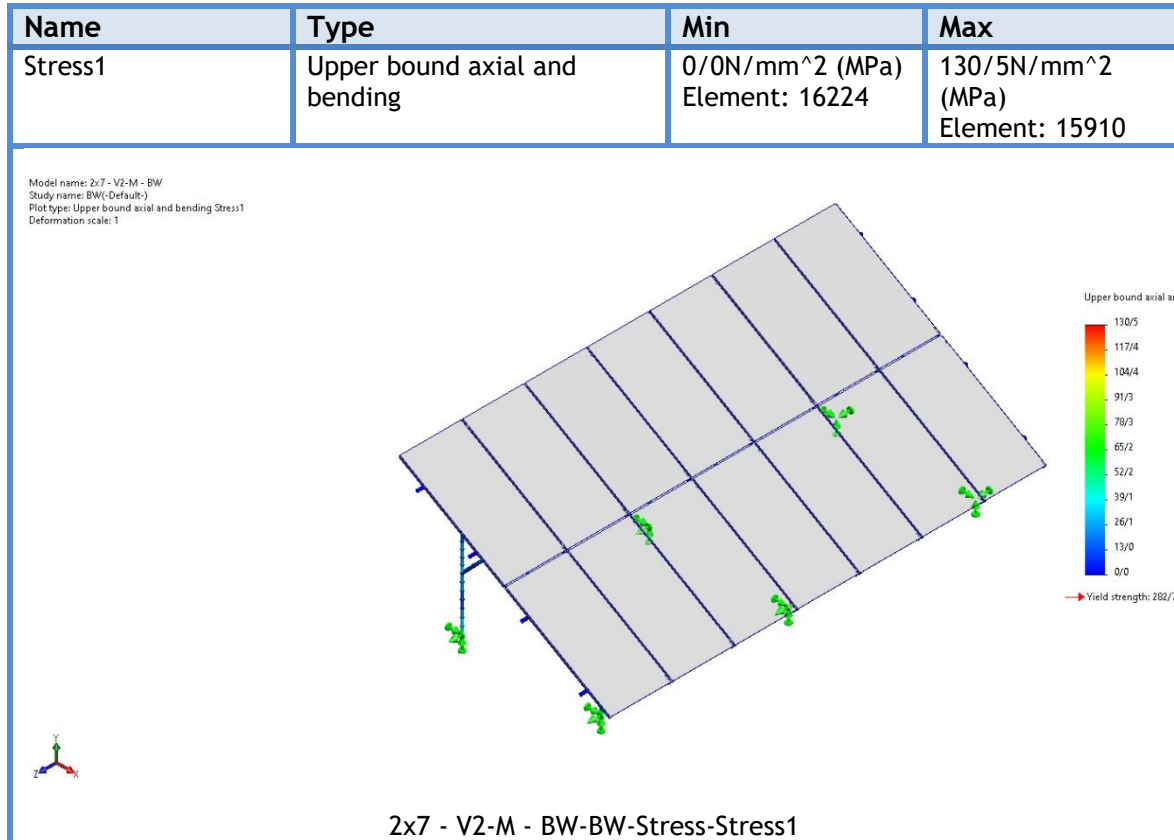 Name Type Min Max
Stress1 Upper bound axial and bending 0/0N/mm^2 (MPa) Element: 16224 130/5N/mm^2 (MPa) Element: 15910
Model name: 2x7 - V2-M - BW
Study name: BW(-Default-)
Plot type: Upper bound axial and bending Stress1
Deformation scale: 1
Upper bound axial
130/5
117/4
104/4
91/3
78/3
65/2
52/2
39/1
26/1
13/0
0/0
Yield strength: 282/7
Y
Z
X
2x7 - V2-M - BW-BW-Stress-Stress1